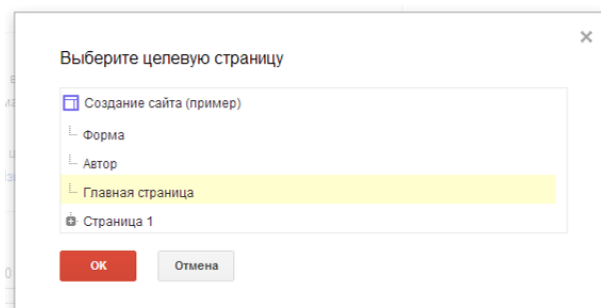 Выберите целевую страницу
Создание сайта (пример)
Форма
Автор
Главная страница
Страница 1
ОК
Отмена